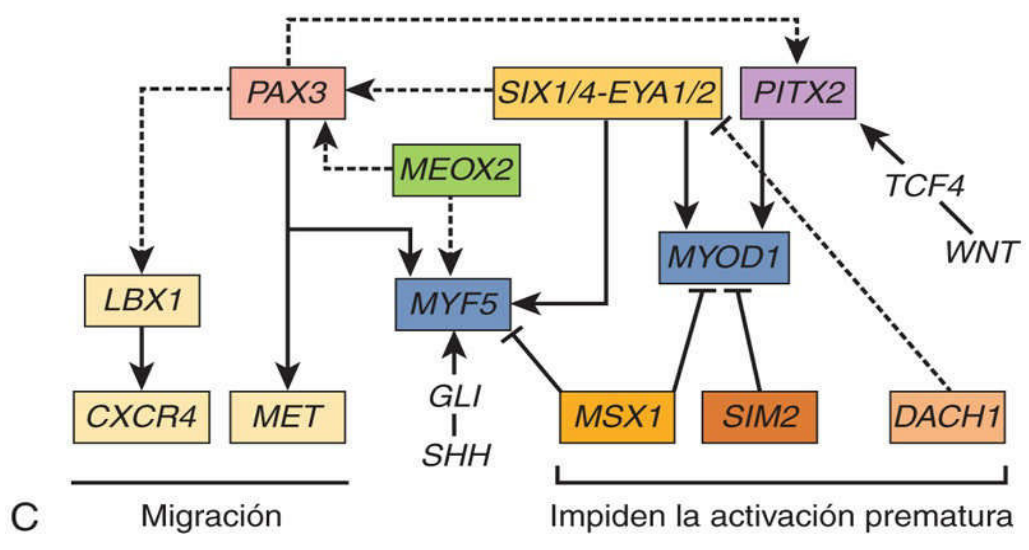 PAX3
SIX1/4-EYA1/2
PITX2
MEOX2
TCF4
WNT
MYOD1
LBX1
MYF5
GLI
SHH
CXCR4
MET
MSX1
SIM2
DACH1
C
Migración
Impiden la activación prematura